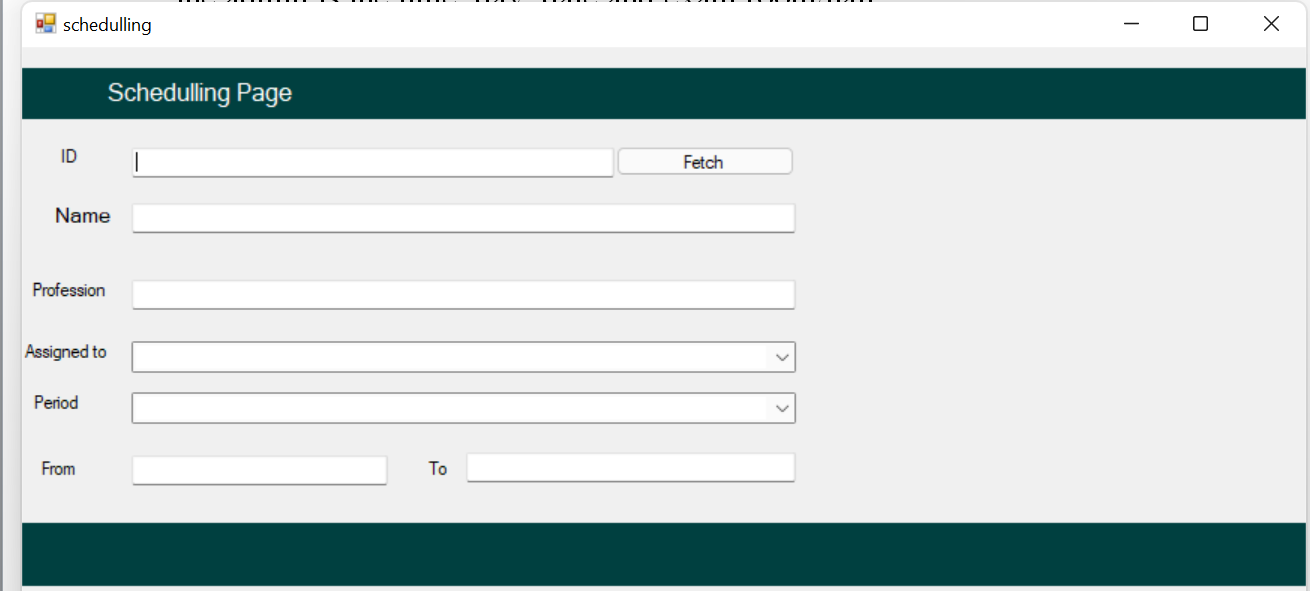 schedulling
Schedulling Page
ID
Fetch
Name
Profession
Assigned to
Period
From To